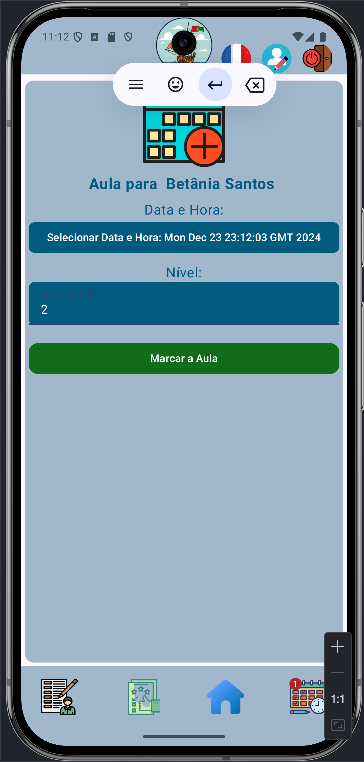 11:12
Aula para Betânia Santos
Data e Hora:
Selecionar Data e Hora: Mon Dec 23 23:12:03 GMT 2024
Nível:
2
Marcar a Aula
1
1:1